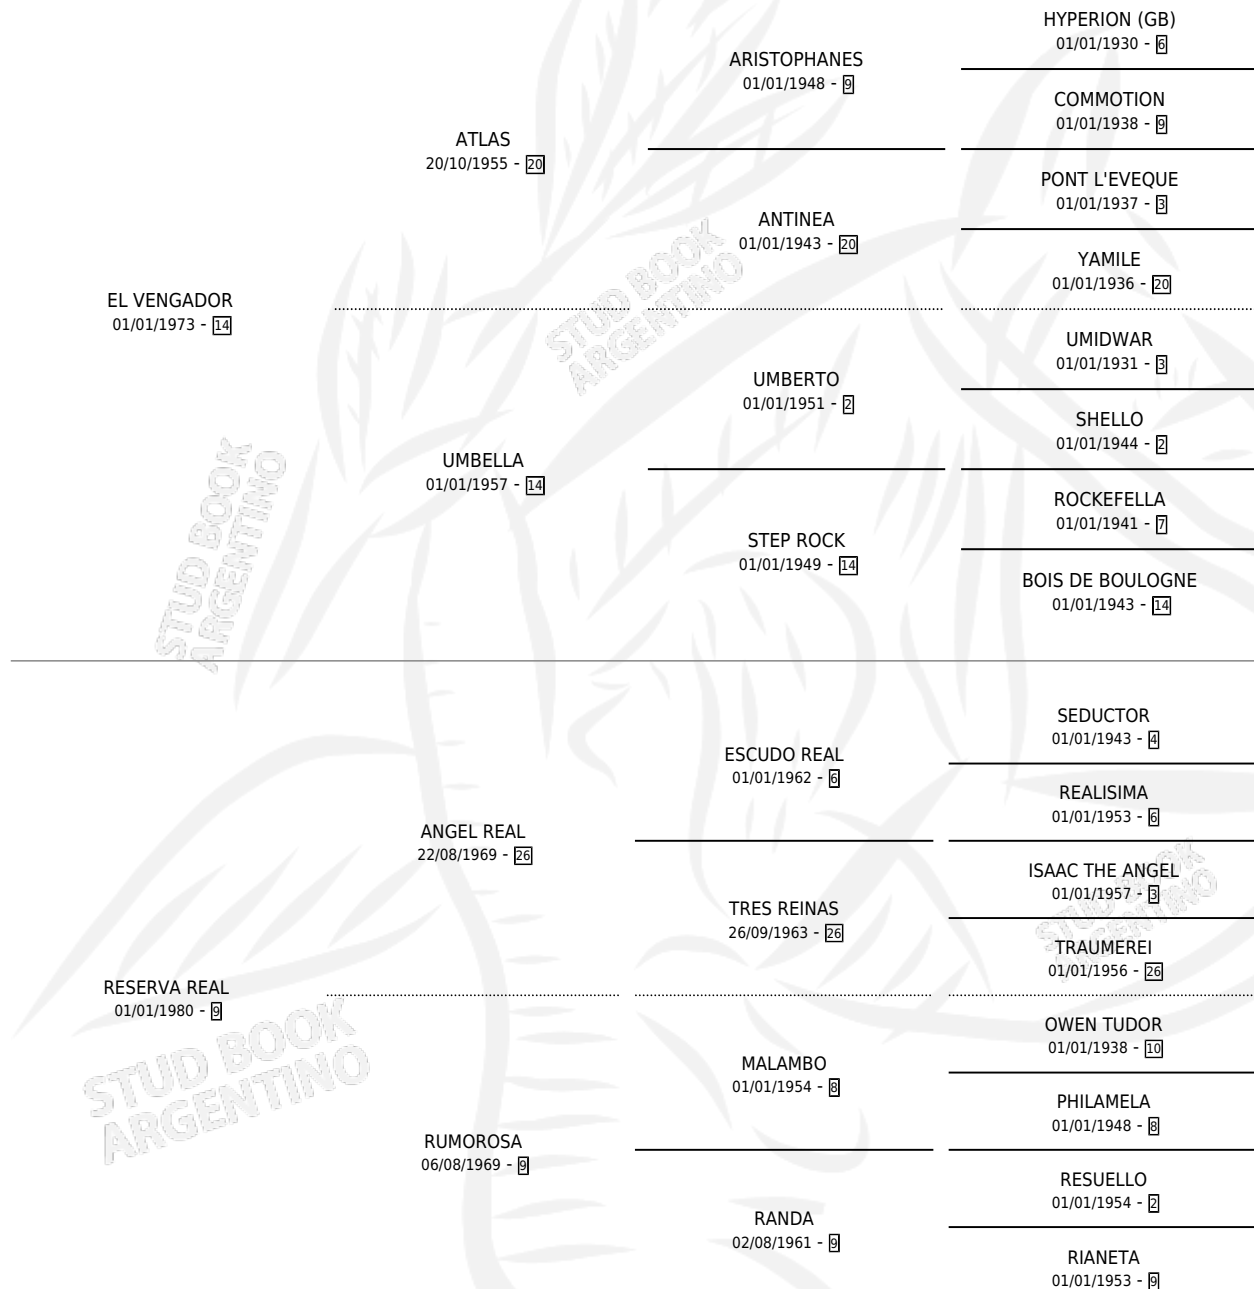 HYPERION (GB)
01/01/1930 - 6
ARISTOPHANES
01/01/1948 - 9
COMMOTION
01/01/1938 - 9
ATLAS
20/10/1955 - 20
PONT L'EVEQUE
01/01/1937 - 3
ANTINEA
01/01/1943 - 20
YAMILE
01/01/1936 - 20
EL VENGADOR
01/01/1973 - 14
UMIDWAR
01/01/1931 - 3
UMBERTO
01/01/1951 - 2
SHELLO
01/01/1944 - 2
UMBELLA
01/01/1957 - 14
ROCKEFELLA
01/01/1941 - 7
STEP ROCK
01/01/1949 - 14
BOIS DE BOULOGNE
01/01/1943 - 14
SEDUCTOR
01/01/1943 - 4
ESCUDO REAL
01/01/1962 - 6
REALISIMA
01/01/1953 - 6
ANGEL REAL
22/08/1969 - 26
ISAAC THE ANGEL
01/01/1957 - 3
TRES REINAS
26/09/1963 - 26
TRAUMEREI
01/01/1956 - 26
RESERVA REAL
01/01/1980 - 9
OWEN TUDOR
01/01/1938 - 10
MALAMBO
01/01/1954 - 8
PHILAMELA
01/01/1948 - 8
RUMOROSA
06/08/1969 - 9
RESUELLO
01/01/1954 - 2
RANDA
02/08/1961 - 9
RIANETA
01/01/1953 - 9
STUD BOOK
ARGENTINO
STUD BOOK
ARGENTINO
STUD BOOK
ARGENTINO
STUD BOOK
ARGENTINO